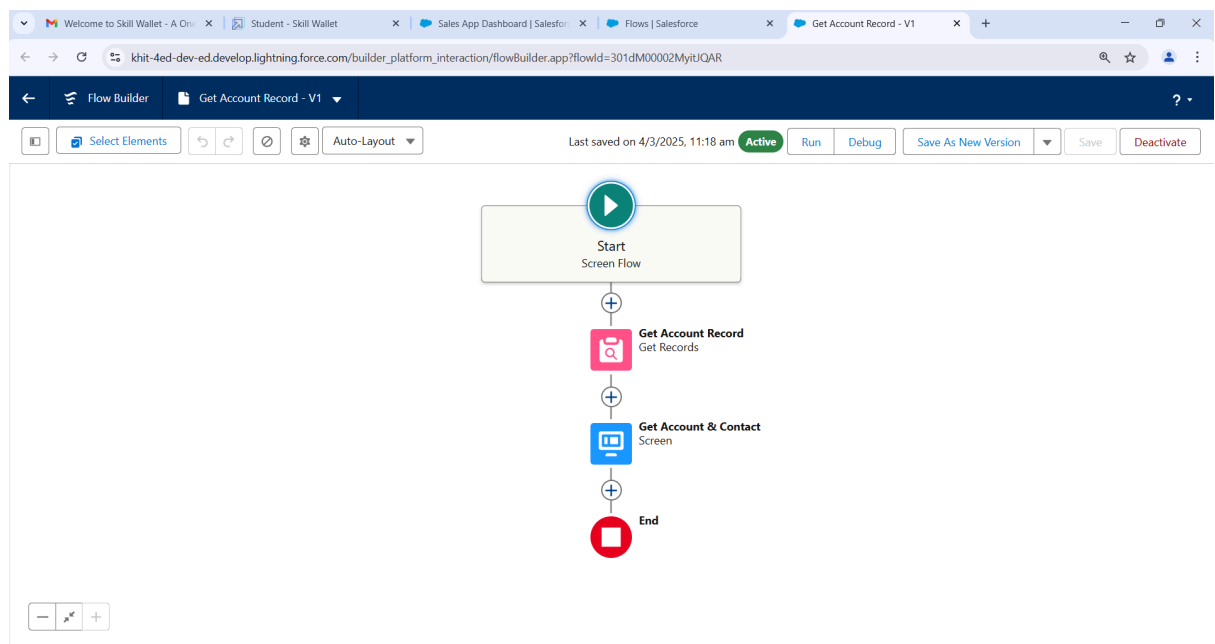 Welcome to Skill Wallet - A On
Student - Skill Wallet
Sales App Dashboard | Salesfor
Flows | Salesforce
Get Account Record - V1
khit-4ed-dev-ed.develop.lightning.force.com/builder_platform_interaction/flowBuilder.app?flowId=301dM00002MyitJQAR
Flow Builder
Get Account Record - V1
?
Select Elements
Auto-Layout
Last saved on 4/3/2025, 11:18 am
Active
Run
Debug
Save As New Version
Save
Deactivate
Start
Screen Flow
Get Account Record
Get Records
Get Account & Contact
Screen
End